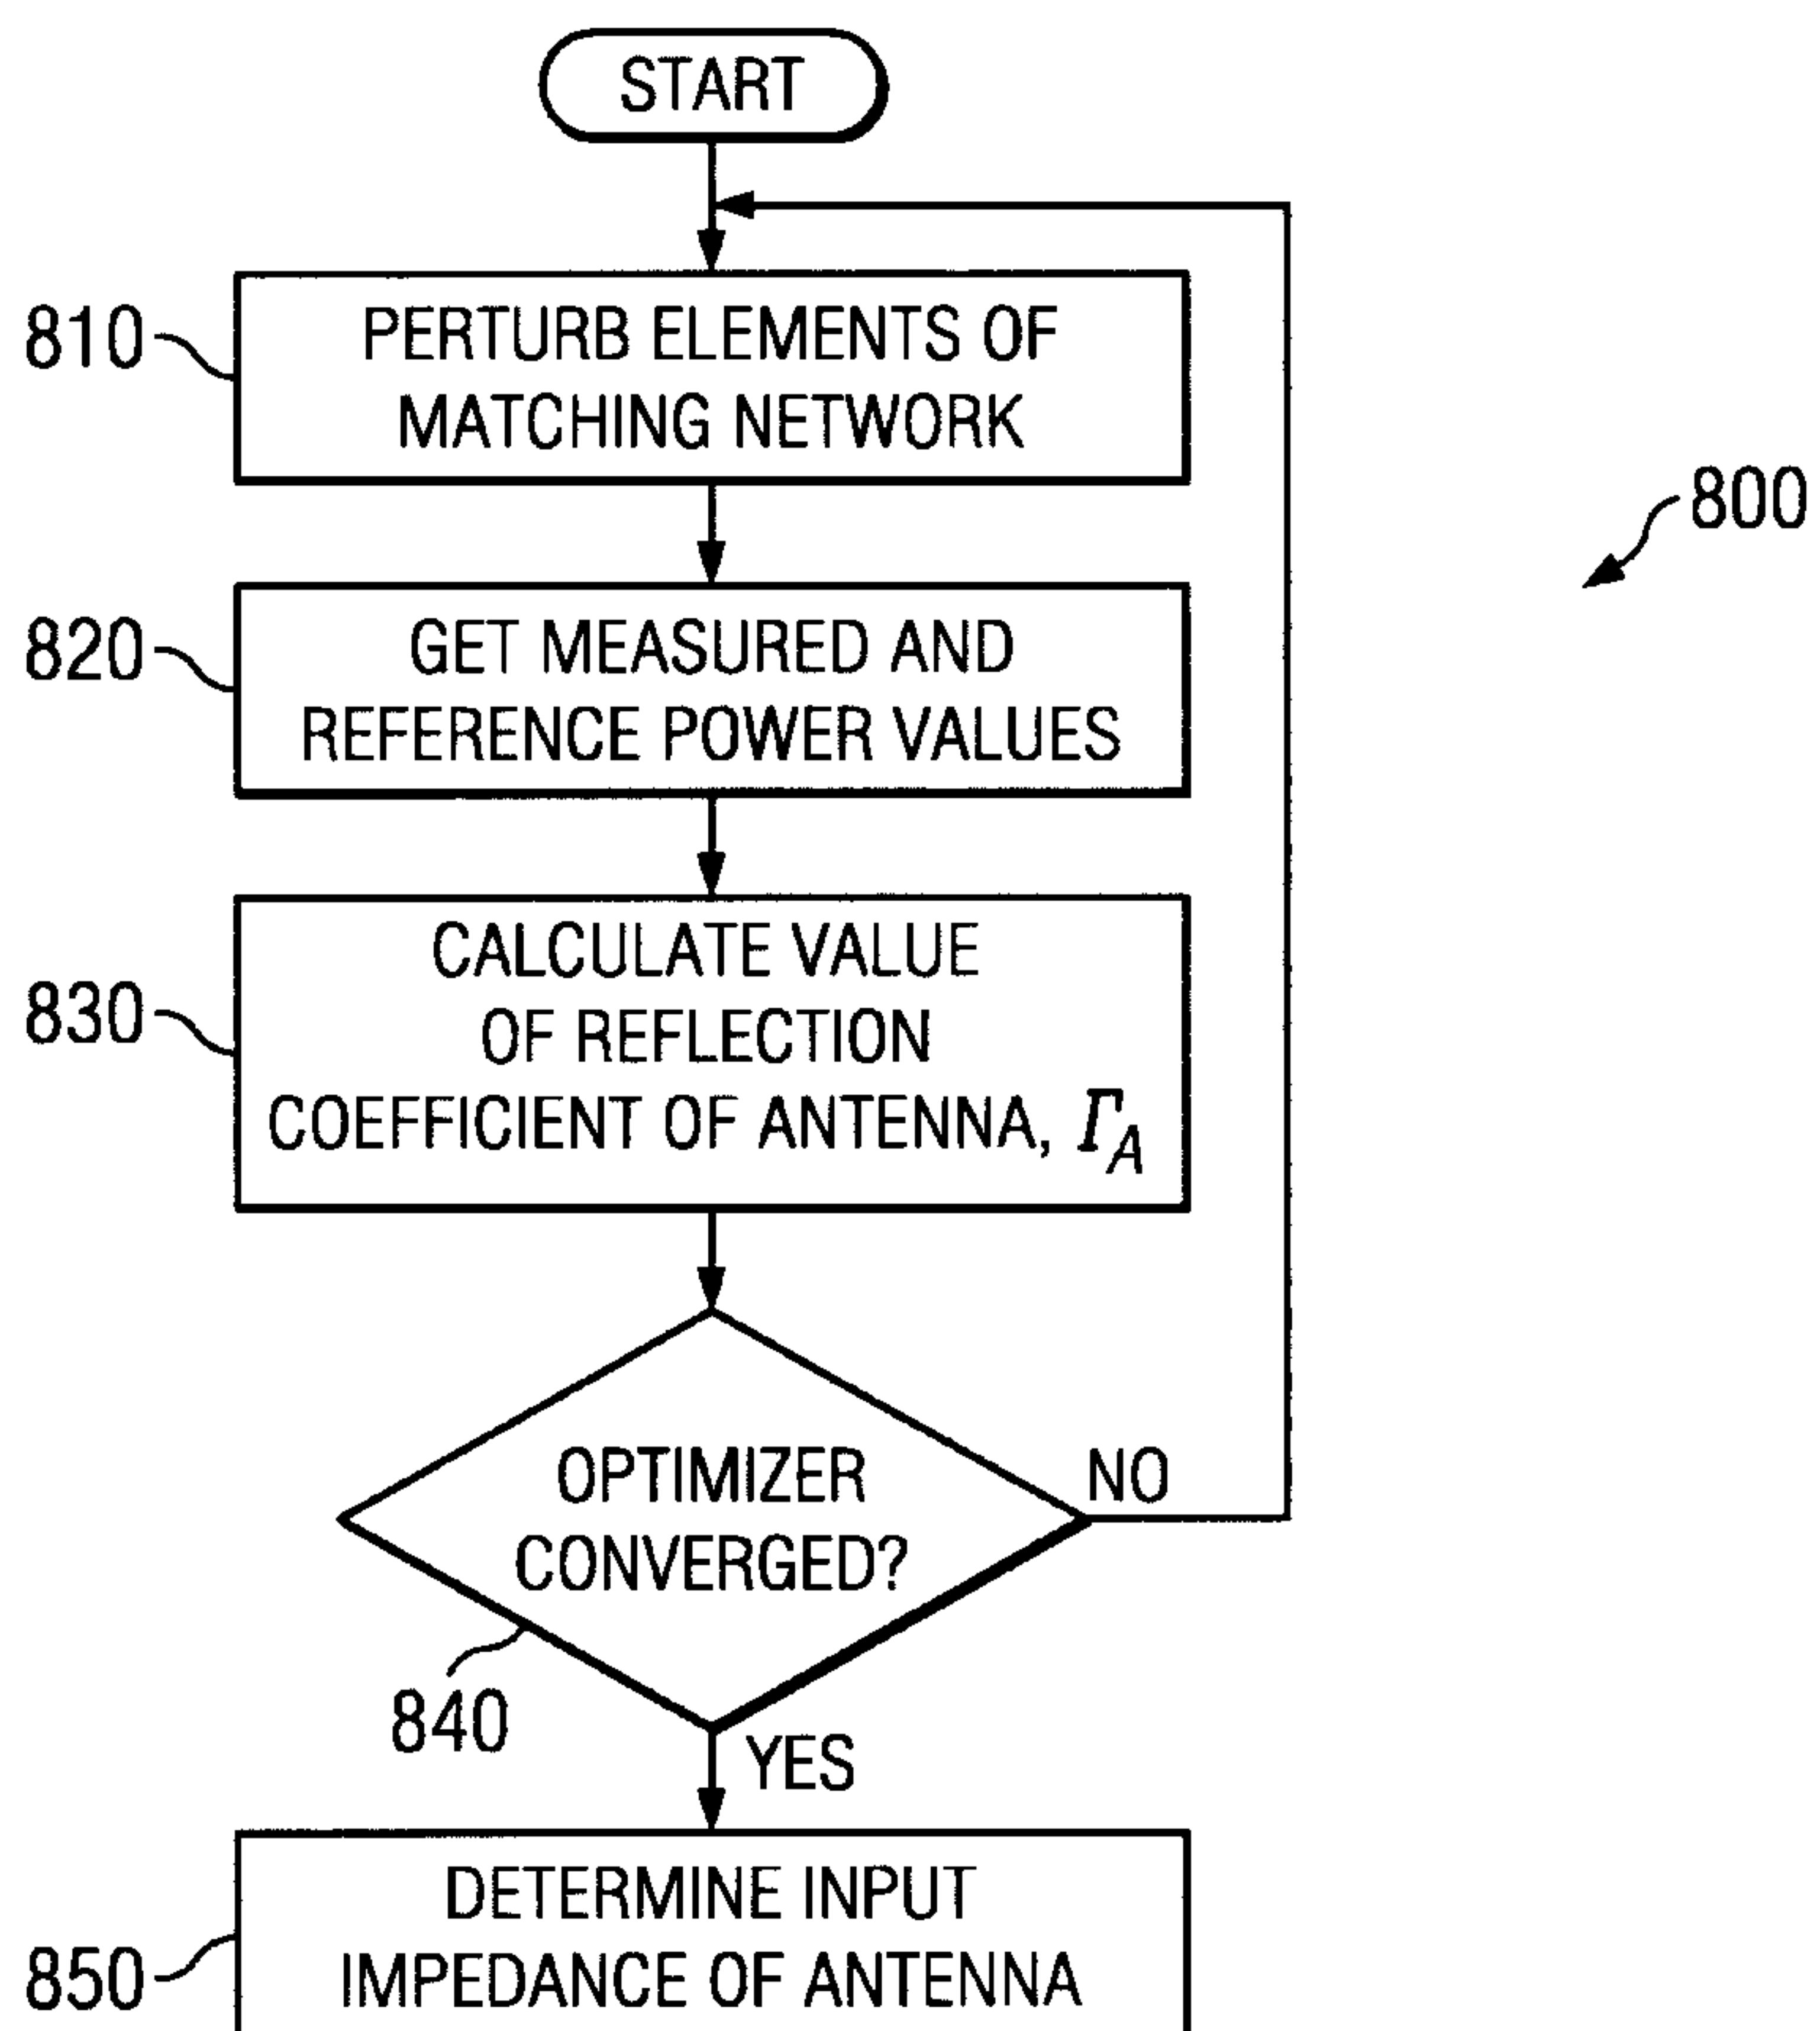 START
810
PERTURB ELEMENTS OF
MATCHING NETWORK
800
820
GET MEASURED AND
REFERENCE POWER VALUES
830
CALCULATE VALUE
OF REFLECTION
COEFFICIENT OF ANTENNA, Γ_A
840
OPTIMIZER
CONVERGED?
NO
YES
850
DETERMINE INPUT
IMPEDANCE OF ANTENNA